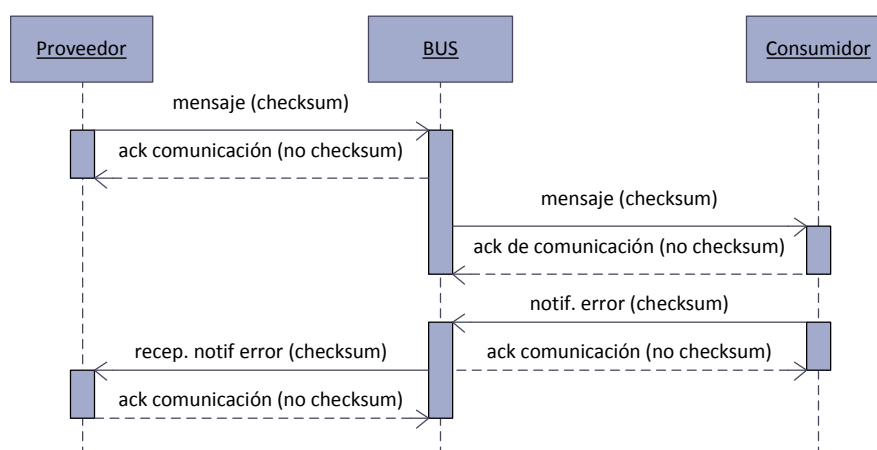 Proveedor
BUS
Consumidor
mensaje (checksum)
ack comunicación (no checksum)
mensaje (checksum)
ack de comunicación (no checksum)
notif. error (checksum)
recep. notif error (checksum)
ack comunicación (no checksum)
ack comunicación (no checksum)